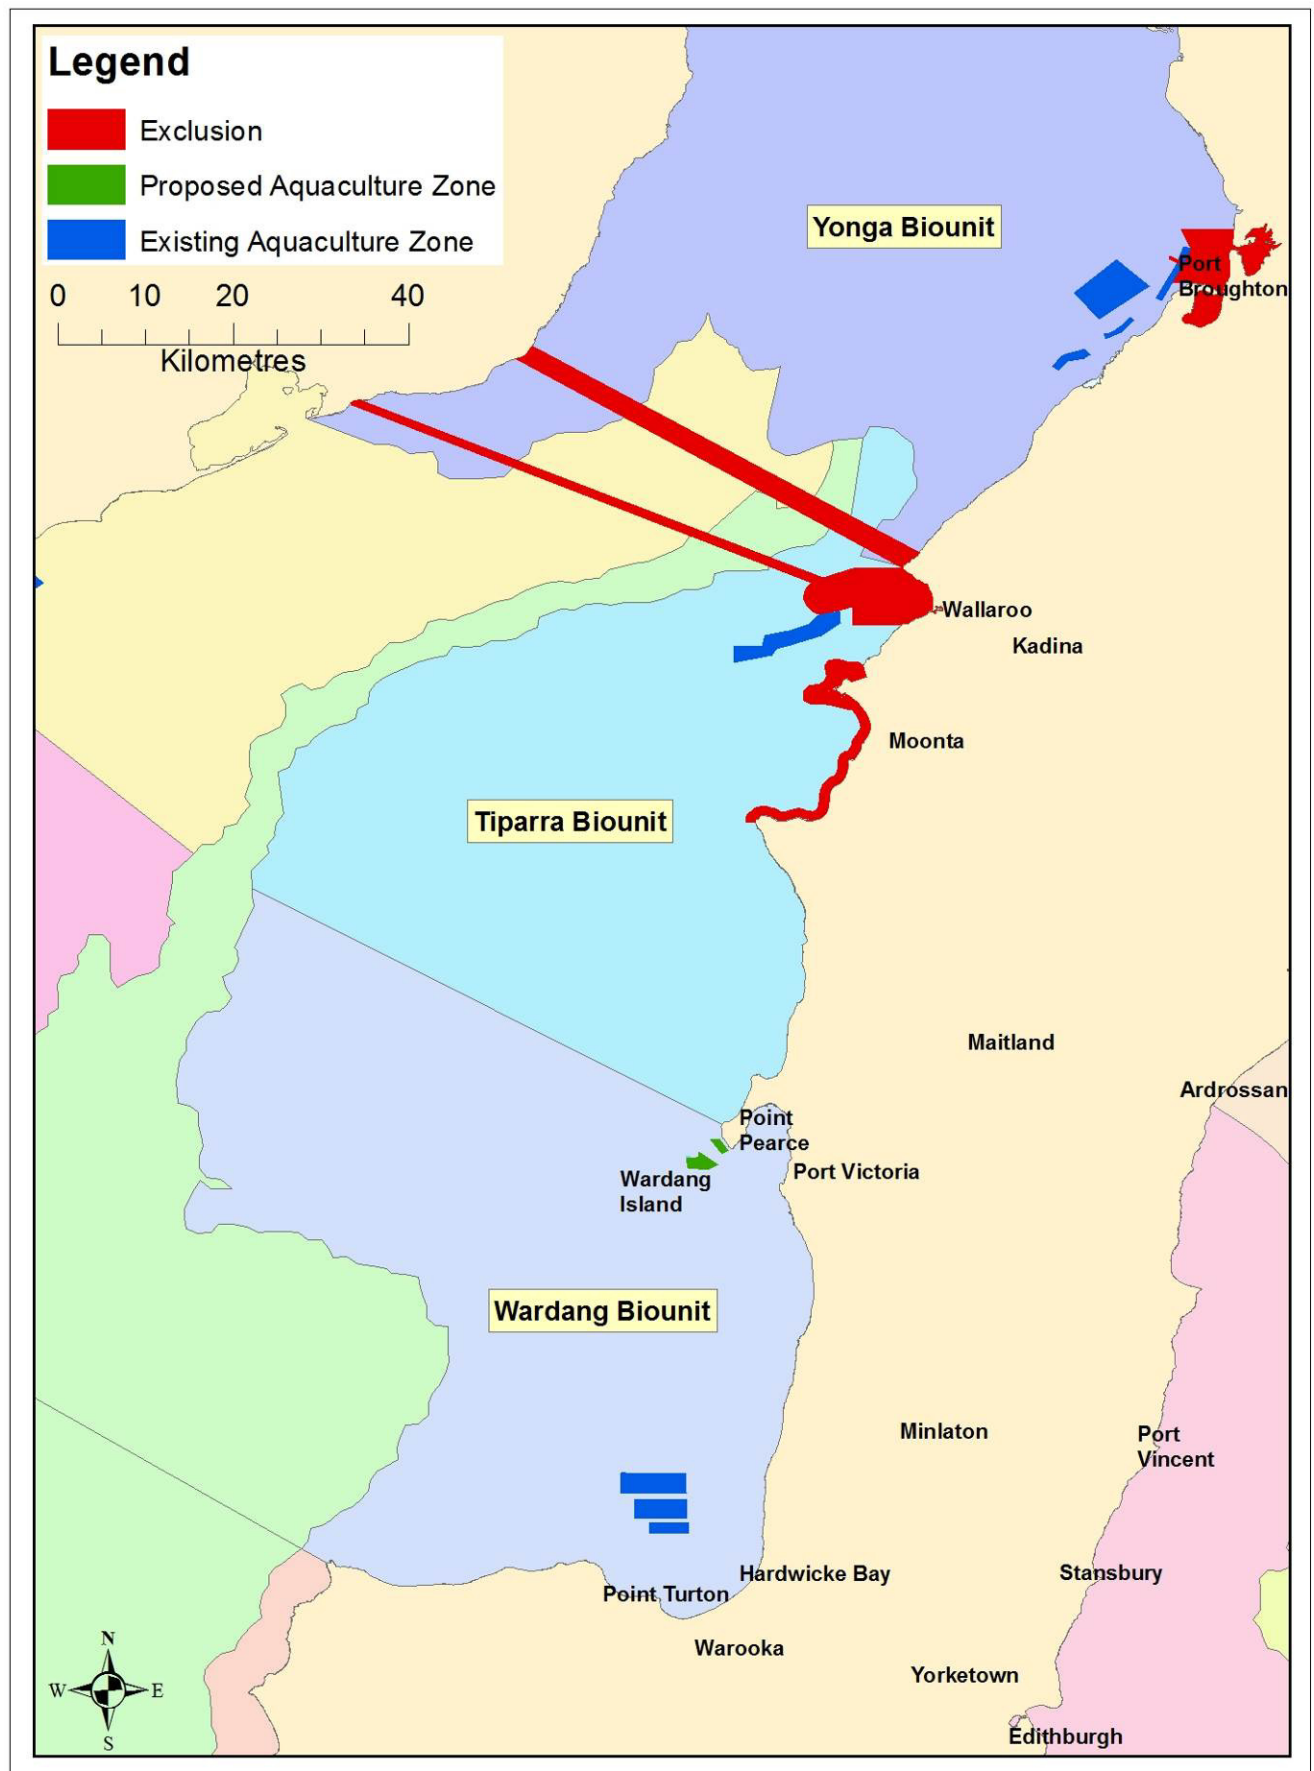 Legend
Exclusion
Proposed Aquaculture Zone
Existing Aquaculture Zone
0 10 20 40
Kilometres
Yonga Biounit
Port
Broughton
Wallaroo
Kadina
Moonta
Tiparra Biounit
Maitland
Ardrossan
Point
Pearce
Port Victoria
Wardang
Island
Wardang Biounit
Minlaton
Port
Vincent
Hardwicke Bay
Stansbury
Point Turton
Warooka
Yorketown
Edithburgh
N
W E
S